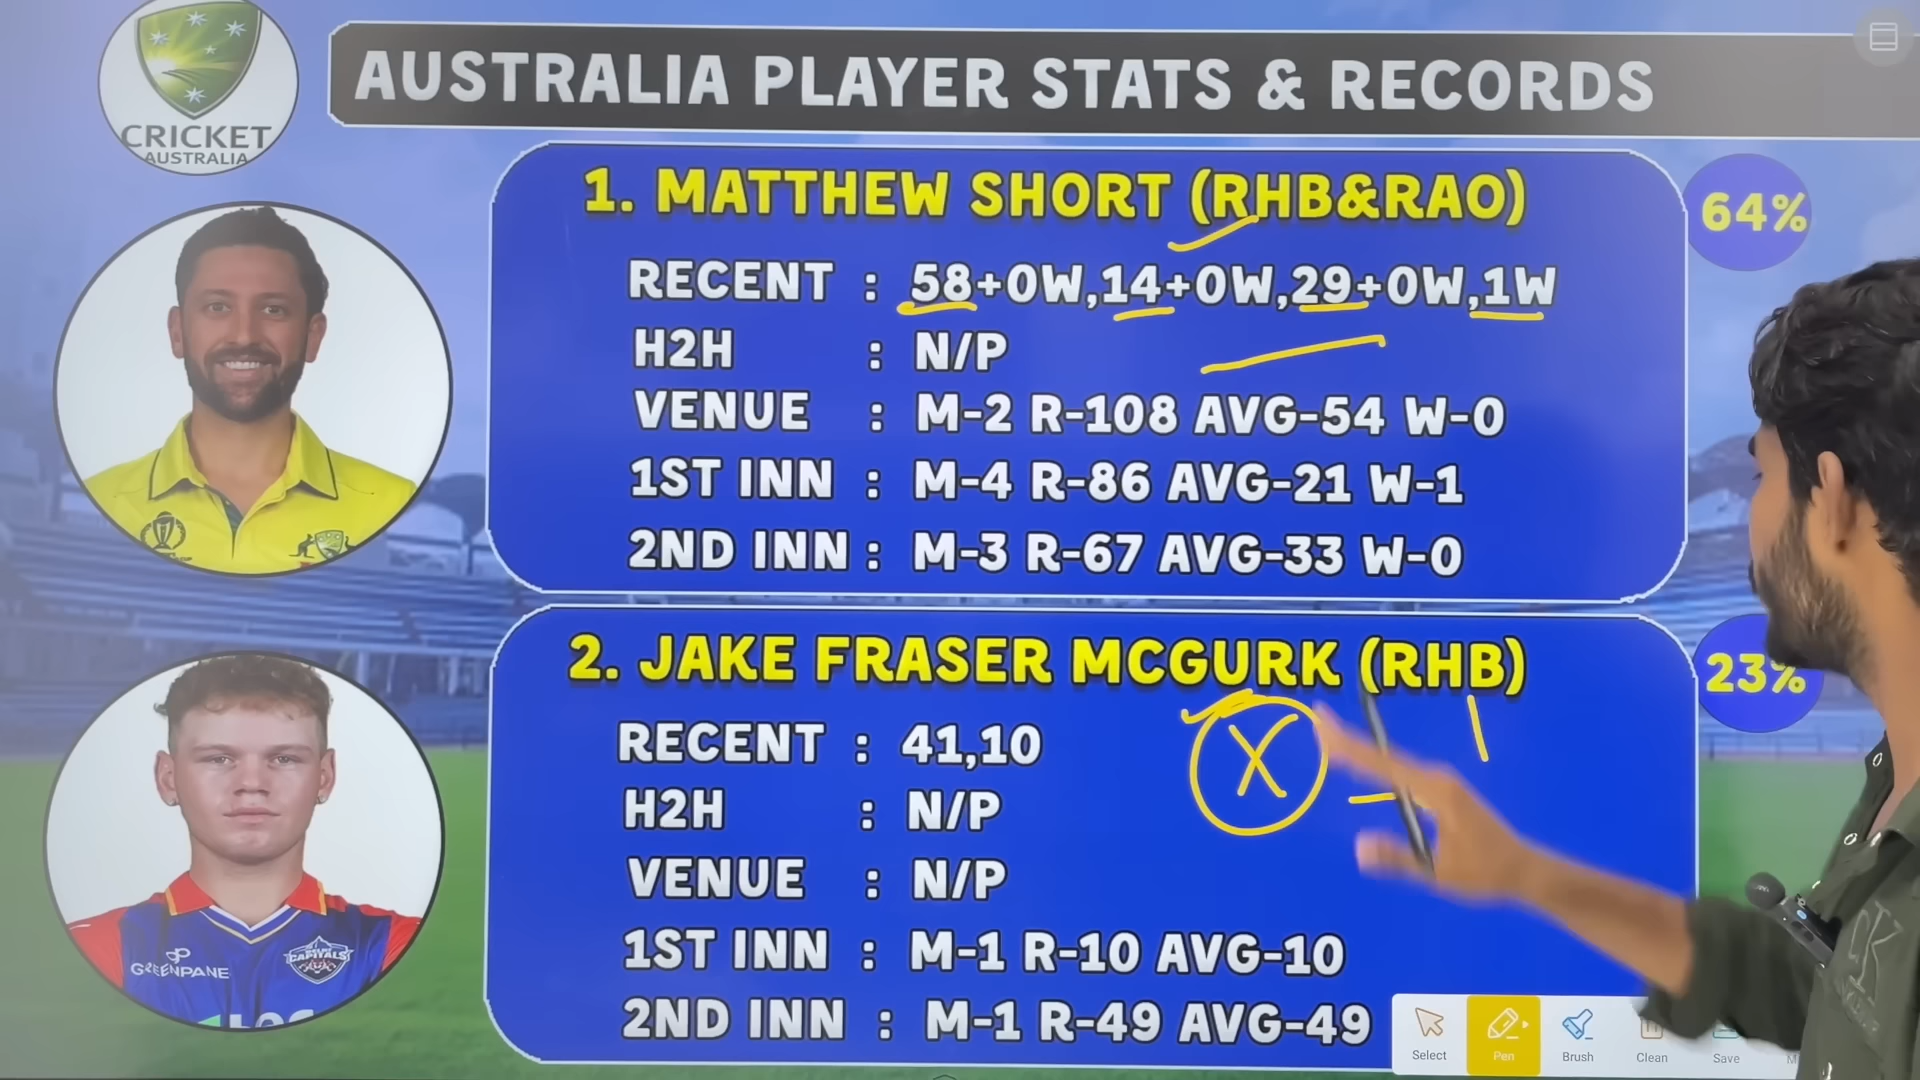 CRICKET
AUSTRALIA
AUSTRALIA PLAYER STATS & RECORDS
1. MATTHEW SHORT (RHB&RAO)
64%
RECENT : 58+0W,14+0W,29+0W,1W
H2H : N/P
VENUE : M-2 R-108 AVG-54 W-0
1ST INN : M-4 R-86 AVG-21 W-1
2ND INN : M-3 R-67 AVG-33 W-0
2. JAKE FRASER MCGURK (RHB)
23%
RECENT : 41,10
X
H2H : N/P
VENUE : N/P
1ST INN : M-1 R-10 AVG-10
2ND INN : M-1 R-49 AVG-49
CAPITALS
Select
Pen
Brush
Clean
Save